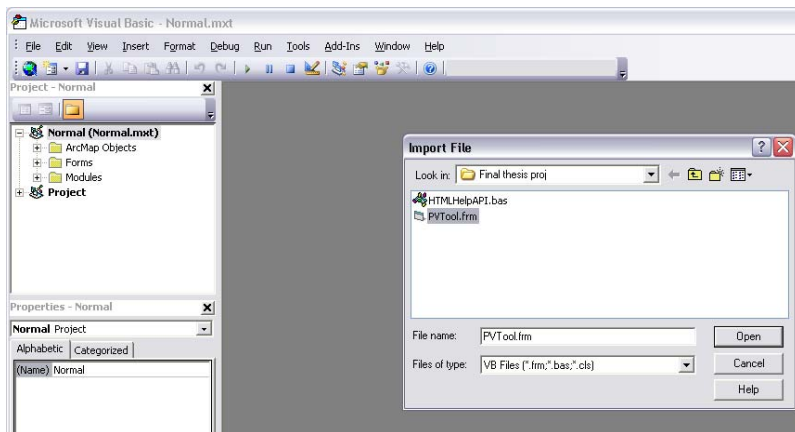 Microsoft Visual Basic - Normal.mxt
File Edit View Insert Format Debug Run Tools Add-Ins Window Help
Project - Normal
Normal (Normal.mxt)
ArcMap Objects
Forms
Modules
Project
Properties - Normal
Normal Project
Alphabetic Categorized
(Name) Normal
Import File
Look in: Final thesis proj
HTMLHelpAPI.bas
PVTool.frm
File name: PVTool.frm Open
Files of type: VB Files (*.frm;*.bas;*.cls) Cancel
Help